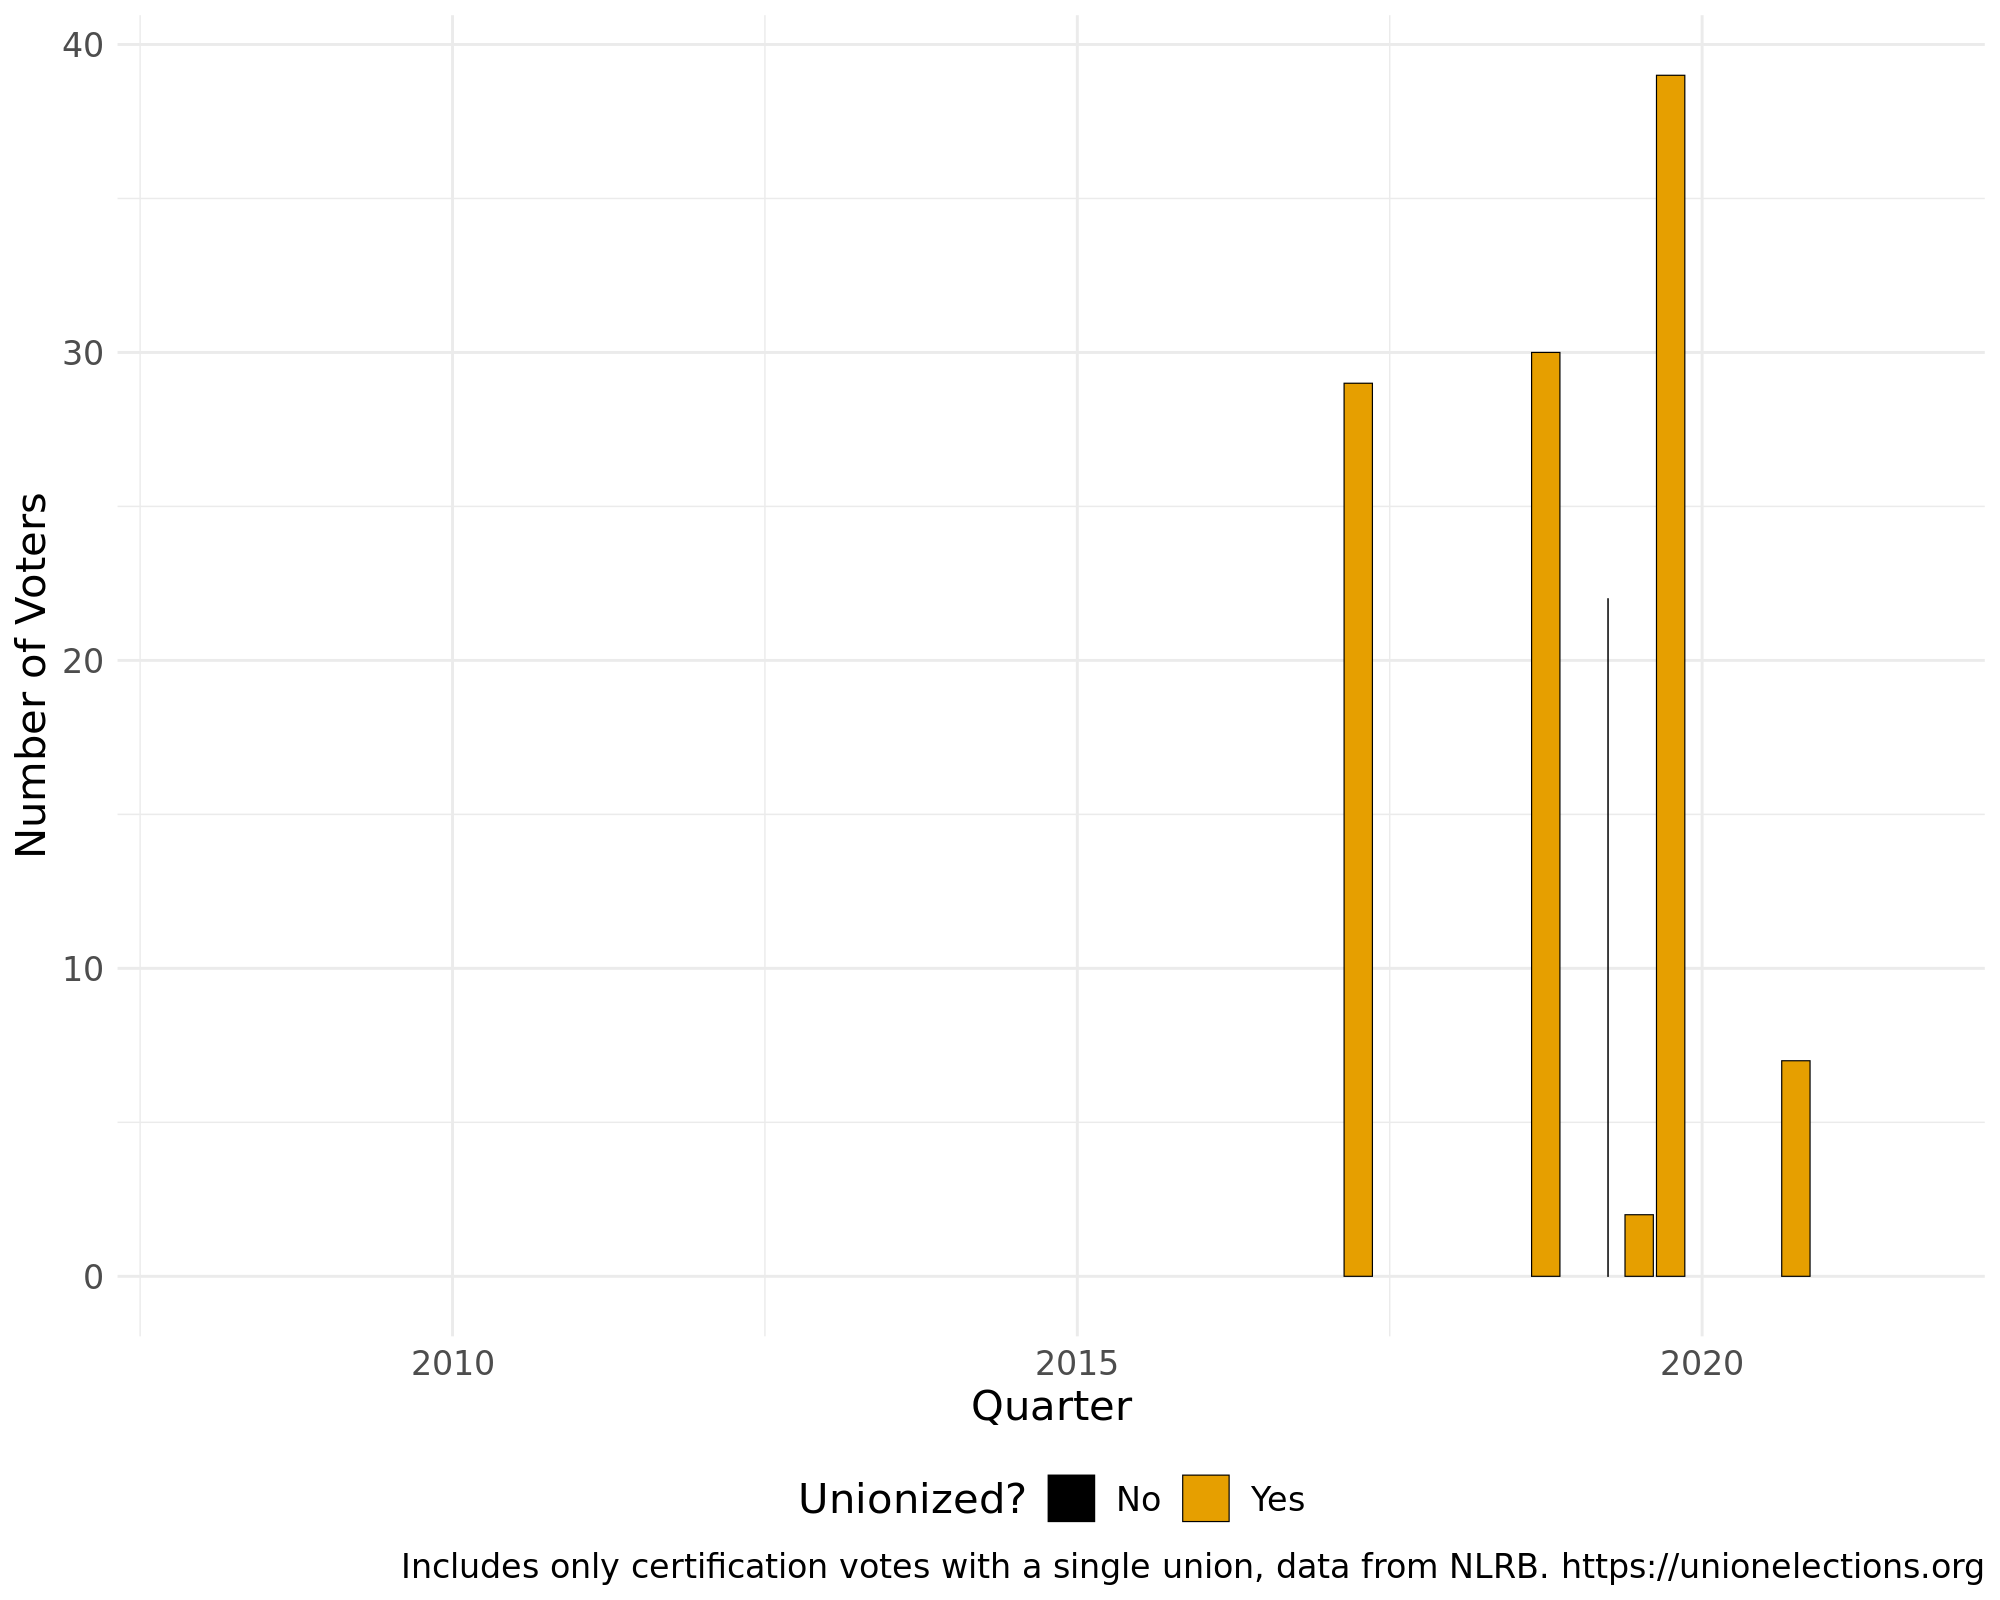 40
30
20
10
0
Number of Voters
2010 2015 2020
Quarter
Unionized? No Yes
Includes only certification votes with a single union, data from NLRB. https://unionelections.org